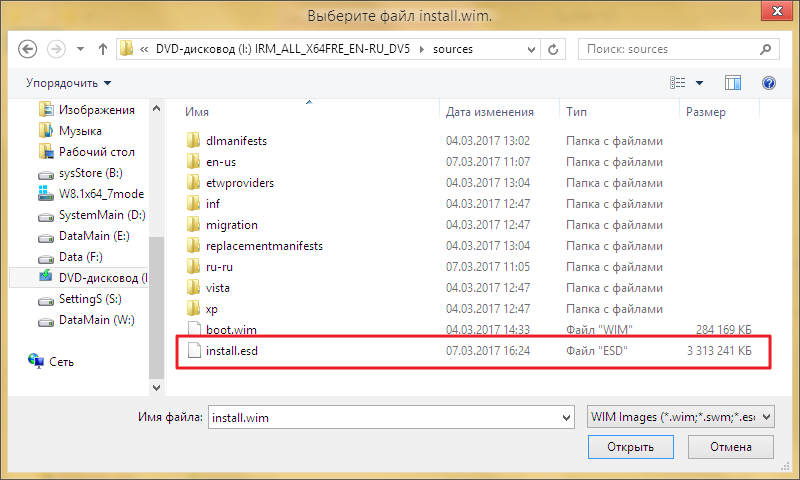 Выберите файл install.wim.
« DVD-дисковод (I:) IRM_ALL_X64FRE_EN-RU_DV5 sources
Поиск: sources
Упорядочить
Изображения
Музыка
Рабочий стол
sysStore (B:)
W8.1x64_7mode
SystemMain (D:)
DataMain (E:)
Data (F:)
DVD-дисковод (I
SettingS (S:)
DataMain (W:)
Сеть
Имя Дата изменения Тип Размер
dlmanifests 04.03.2017 13:02 Папка с файлами
en-us 07.03.2017 11:07 Папка с файлами
etwproviders 04.03.2017 13:04 Папка с файлами
inf 04.03.2017 12:47 Папка с файлами
migration 04.03.2017 12:47 Папка с файлами
replacementmanifests 04.03.2017 13:04 Папка с файлами
ru-ru 07.03.2017 11:05 Папка с файлами
vista 04.03.2017 12:47 Папка с файлами
xp 04.03.2017 12:47 Папка с файлами
boot.wim 04.03.2017 14:33 Файл "WIM" 284 169 КБ
install.esd 07.03.2017 16:24 Файл "ESD" 3 313 241 КБ
Имя файла: install.wim WIM Images (*.wim;*.swm;*.esd
Открыть Отмена